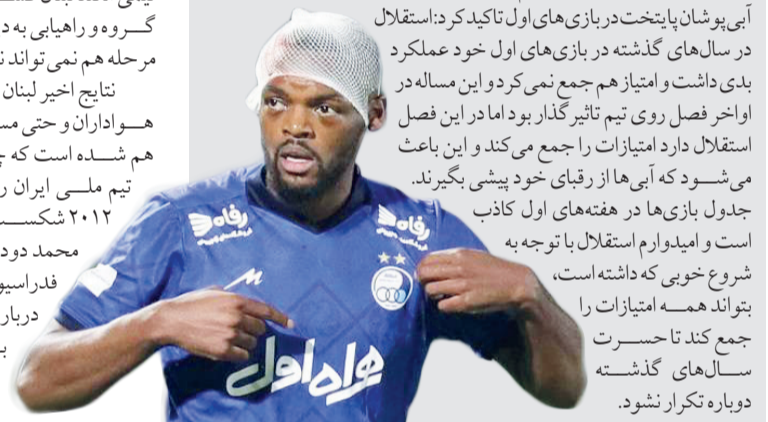 آبی‌پوشان پایتخت در بازی‌های اول تاکید کرد: استقلال
در سال‌های گذشته در بازی‌های اول خود عملکرد
بدی داشت و امتیاز هم جمع نمی‌کرد و این مساله در
اواخر فصل روی تیم تاثیرگذار بود اما در این فصل
استقلال دارد امتیازات را جمع می‌کند و این باعث
می‌شود که آبی‌ها از رقبای خود پیشی بگیرند.
جدول بازی‌ها در هفته‌های اول کاذب
است و امیدوارم استقلال با توجه به
شروع خوبی که داشته است،
بتواند همه امتیازات را
جمع کند تا حسرت
سال‌های گذشته
دوباره تکرار نشود.
رفاه
رفاه
همراه اول
گروه و راهیابی به د
مرحله هم نمی‌تواند ن
نتایج اخیر لبنان
هواداران و حتی مس
هم شده است که چ
تیم ملی ایران ر
۲۰۱۲ شکس
محمد دود
فدراسیو
دربار
ب